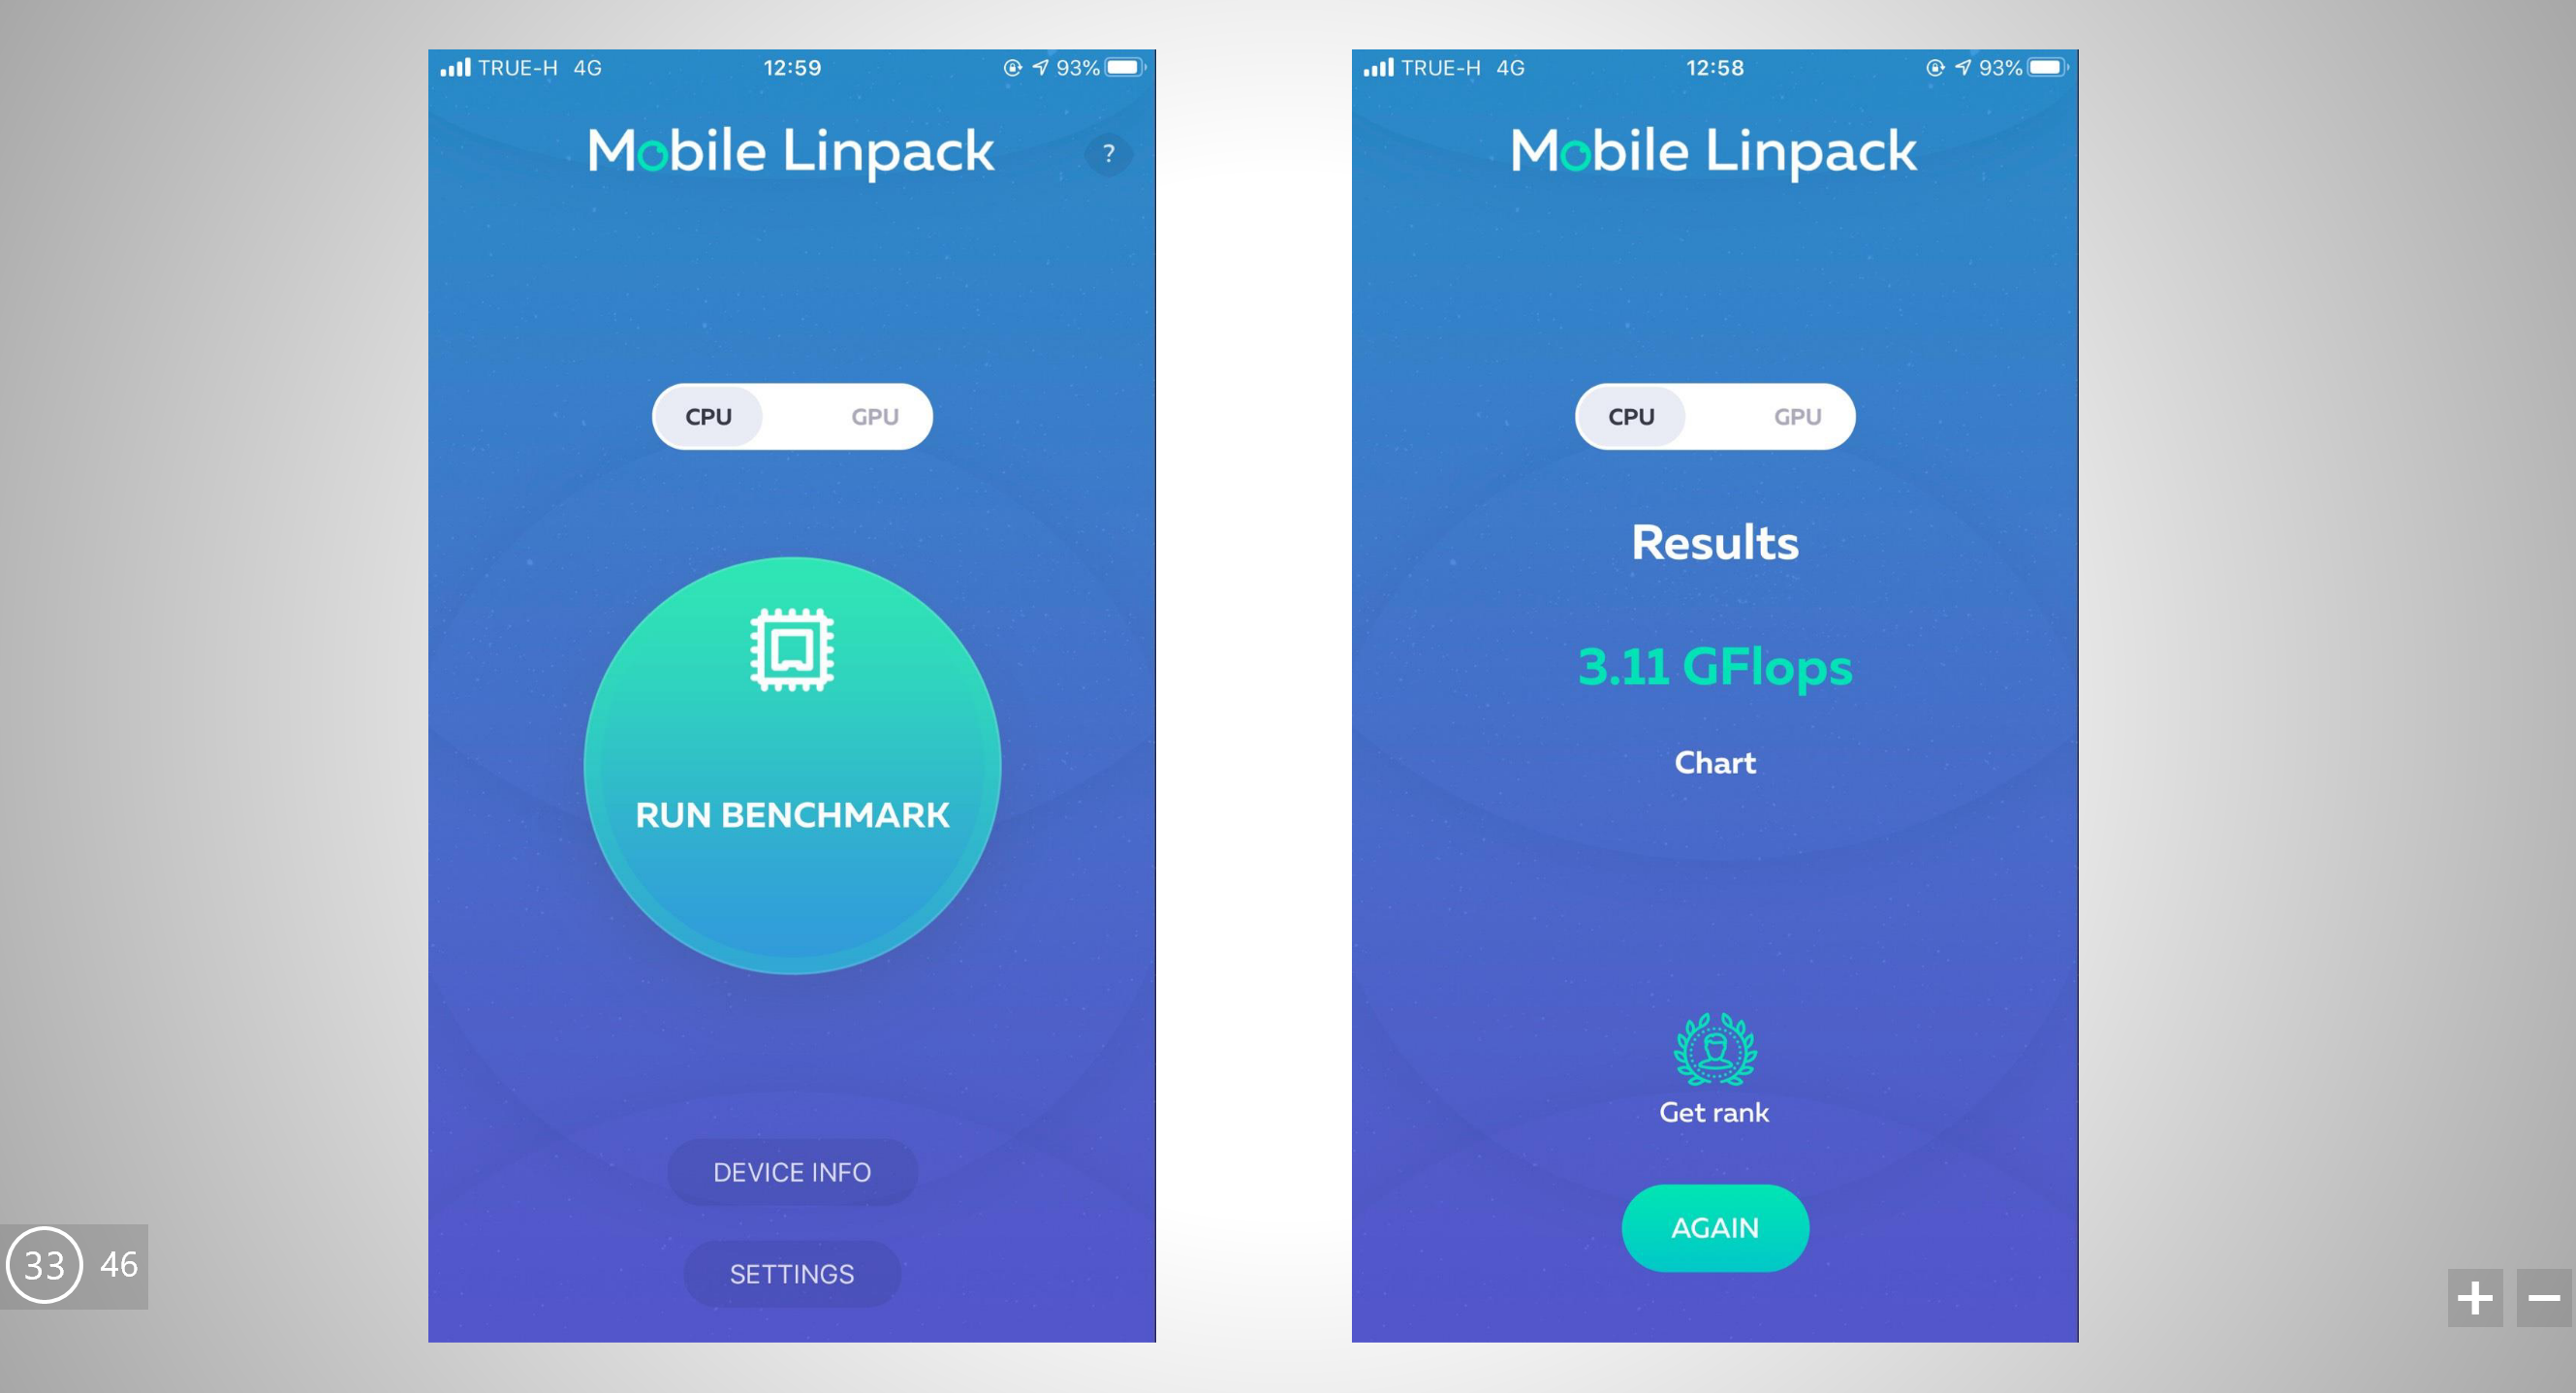 TRUE-H 4G 12:59 93%
Mobile Linpack ?
CPU GPU
RUN BENCHMARK
DEVICE INFO
SETTINGS
TRUE-H 4G 12:58 93%
Mobile Linpack
CPU GPU
Results
3.11 GFlops
Chart
Get rank
AGAIN
33 46